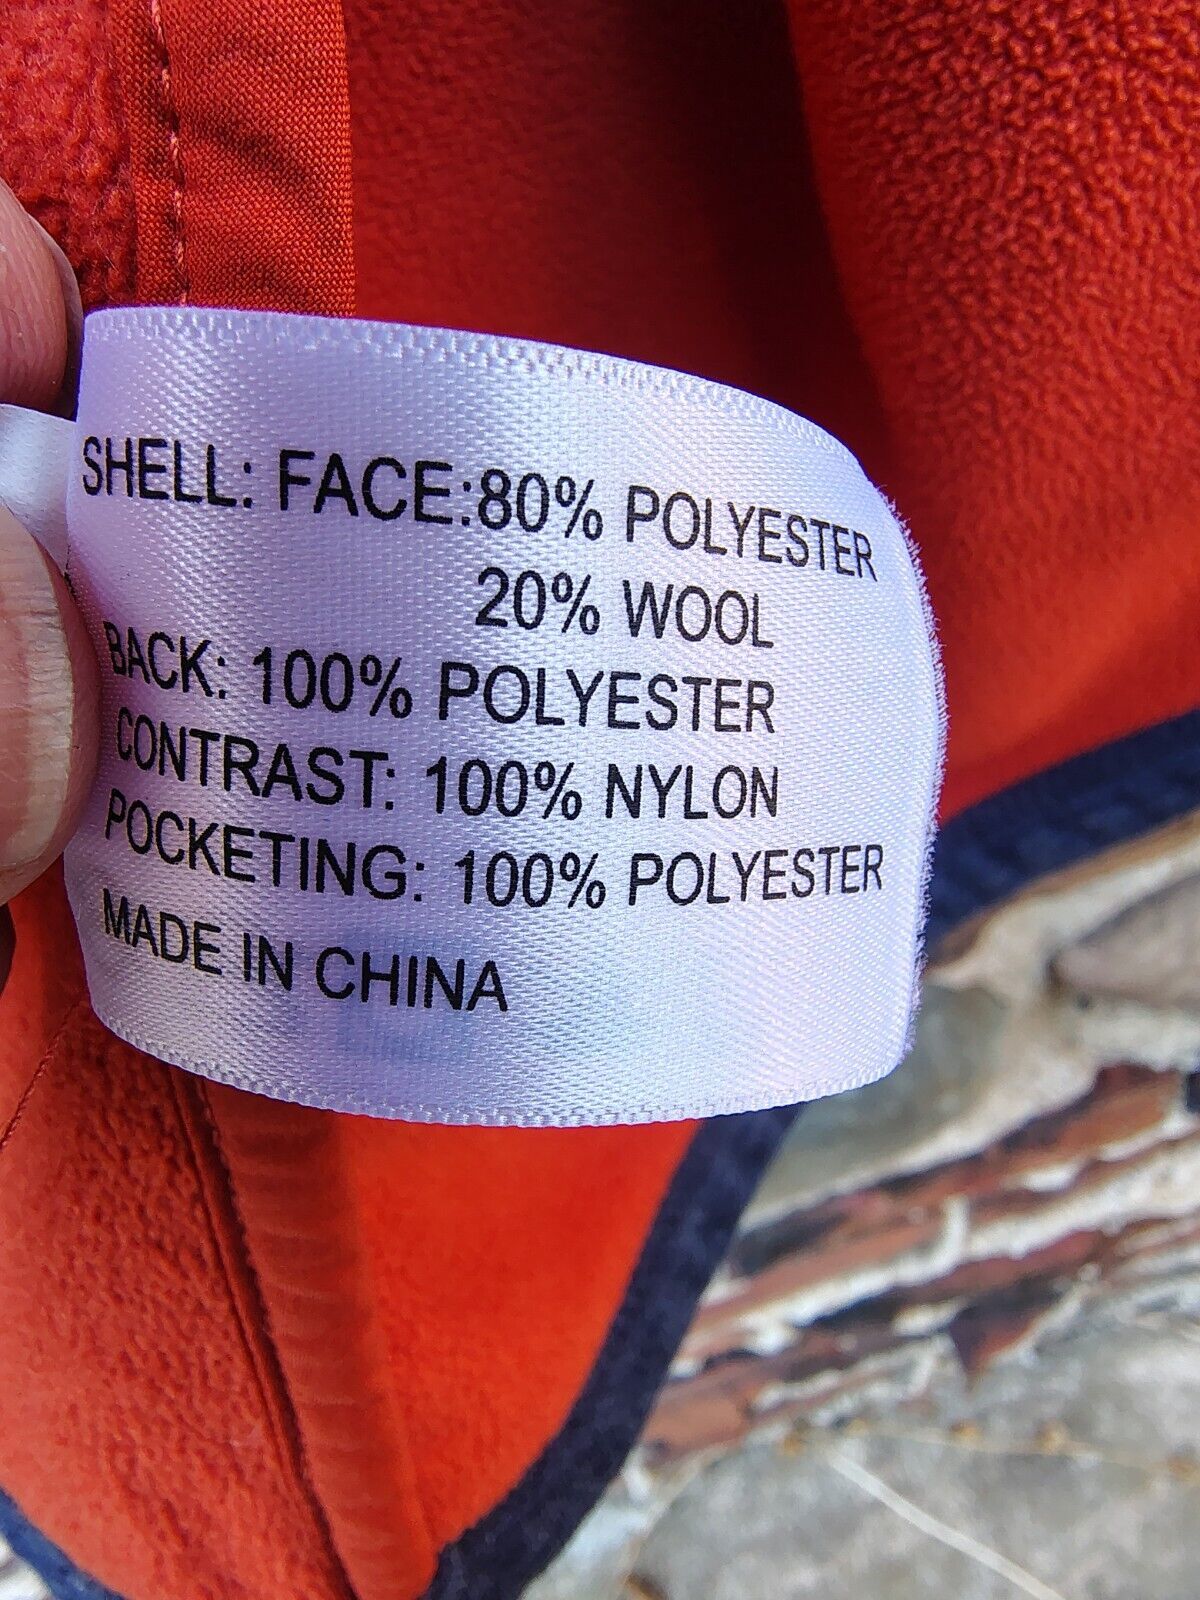 SHELL: FACE:80% POLYESTER
20% WOOL
BACK: 100% POLYESTER
CONTRAST: 100% NYLON
POCKETING: 100% POLYESTER
MADE IN CHINA